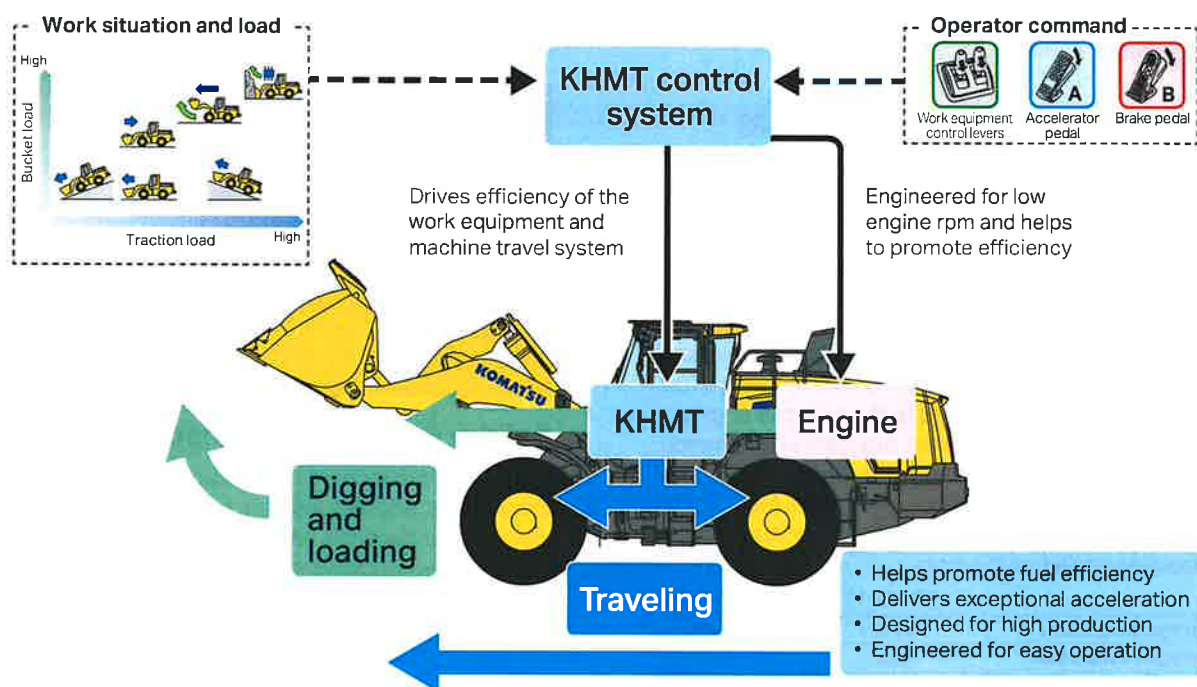 Work situation and load
High
Bucket load
Traction load
High
KHMT control
system
Operator command
A
B
Work equipment
control levers
Accelerator
pedal
Brake pedal
Drives efficiency of the
work equipment and
machine travel system
Engineered for low
engine rpm and helps
to promote efficiency
KOMATSU
KHMT
Engine
Digging
and
loading
Traveling
• Helps promote fuel efficiency
• Delivers exceptional acceleration
• Designed for high production
• Engineered for easy operation